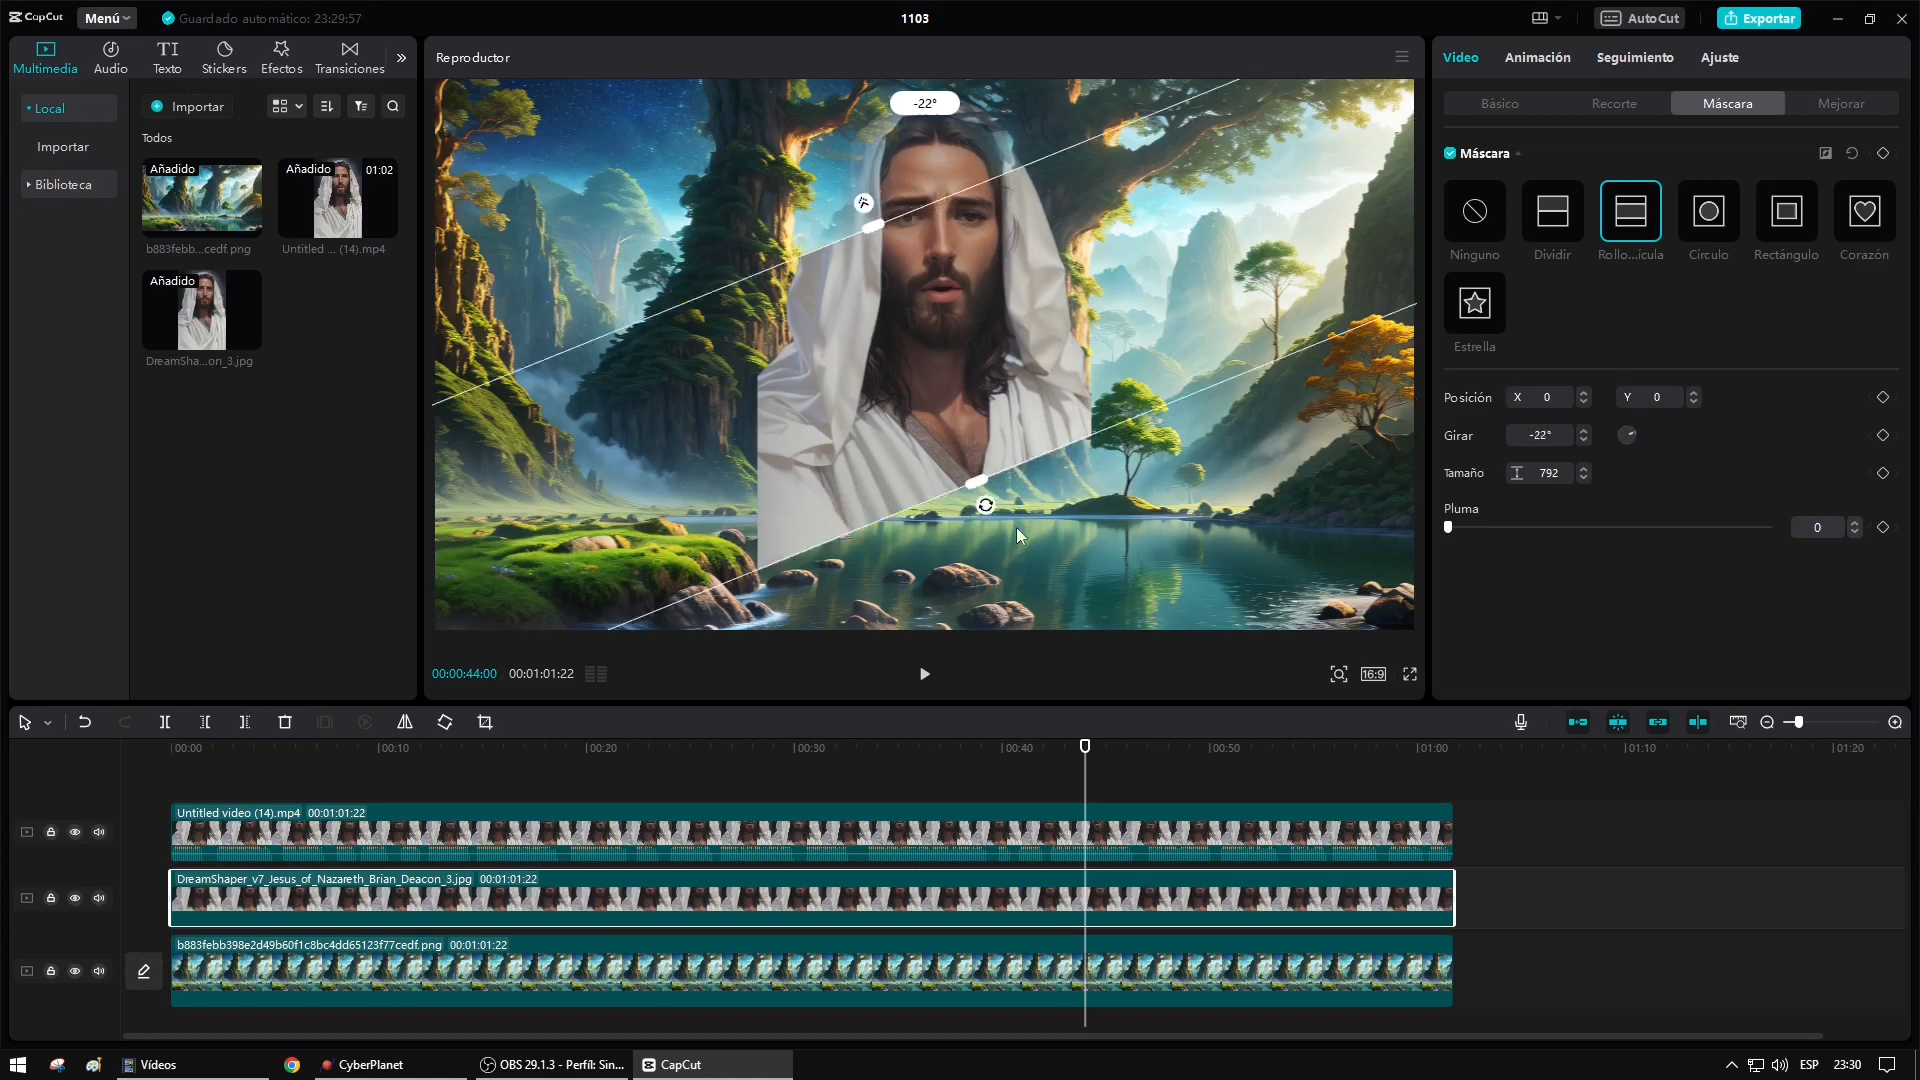 CapCut Menú Guardado automático: 23:29:57 1103 AutoCut Exportar
Multimedia Audio Texto Stickers Efectos Transiciones
Local
Importar
Biblioteca
Importar
Todos
Añadido
b883febb...cedf.png
Añadido 01:02
Untitled ... (14).mp4
Añadido
DreamSha...on_3.jpg
Reproductor
-22°
00:00:44:00 00:01:01:22
16:9
Video Animación Seguimiento Ajuste
Básico Recorte Máscara Mejorar
Máscara
Ninguno Dividir Rollo...ícula Círculo Rectángulo Corazón
Estrella
Posición X 0 Y 0
Girar -22°
Tamaño 792
Pluma
0
00:00 00:10 00:20 00:30 00:40 00:50 01:00 01:10 01:20
Untitled video (14).mp4 00:01:01:22
DreamShaper_v7_Jesus_of_Nazareth_Brian_Deacon_3.jpg 00:01:01:22
b883febb398e2d49b60f1c8bc4dd65123f77cedf.png 00:01:01:22
Vídeos CyberPlanet OBS 29.1.3 - Perfil: Sin... CapCut ESP 23:30